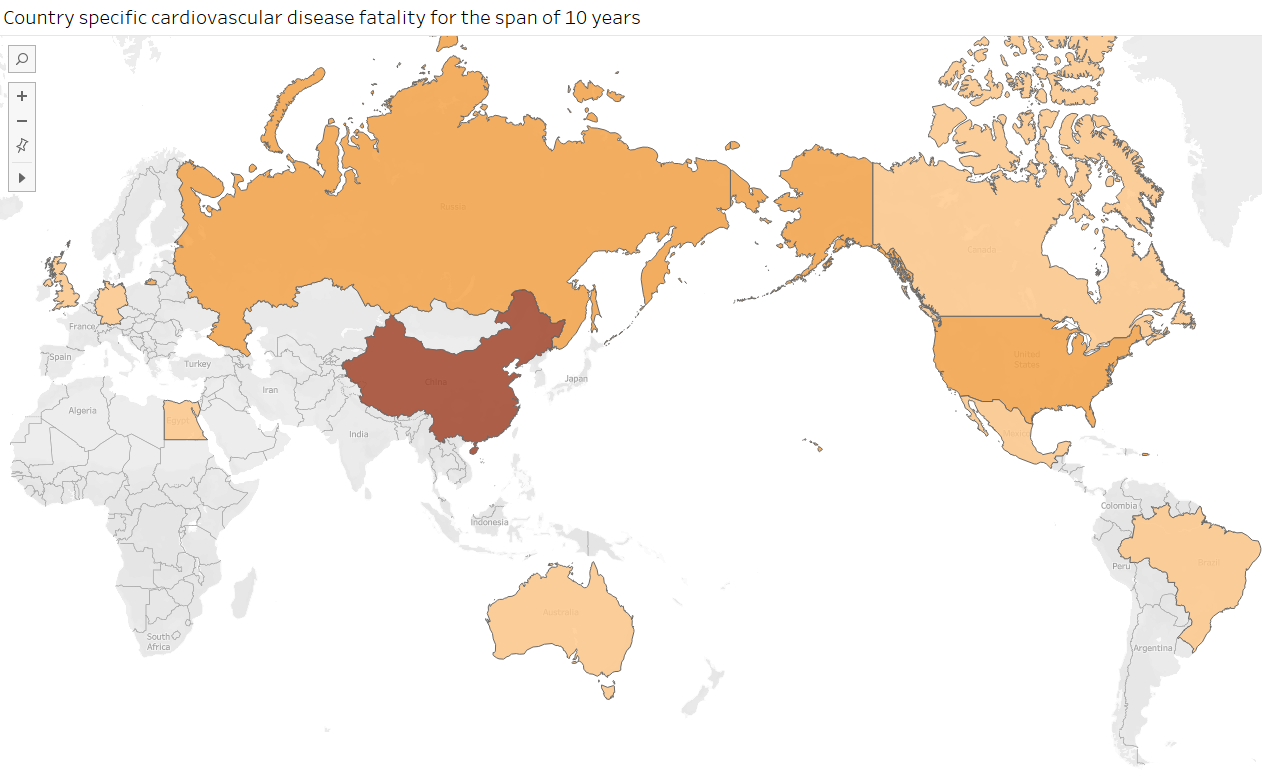 Country specific cardiovascular disease fatality for the span of 10 years
Russia
Canada
France
Spain
Turkey
United
States
China
Japan
Iran
Algeria
Egypt
India
Mexico
Indonesia
Colombia
Peru
Brazil
Australia
South
Africa
Argentina